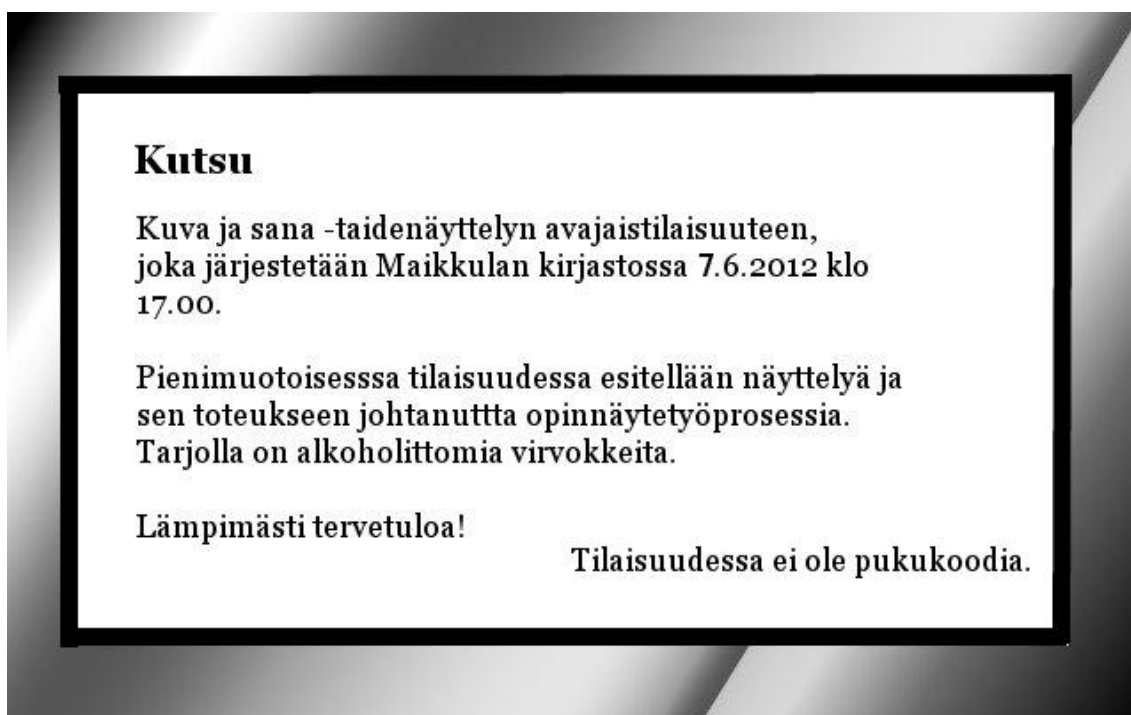 Kutsu
Kuva ja sana -taidenäyttelyn avajaistilaisuuteen,
joka järjestetään Maikkulan kirjastossa 7.6.2012 klo
17.00.
Pienimuotoisesssa tilaisuudessa esitellään näyttelyä ja
sen toteukseen johtanuttta opinnäytetyöprosessia.
Tarjolla on alkoholittomia virvokkeita.
Lämpimästi tervetuloa!
Tilaisuudessa ei ole pukukoodia.